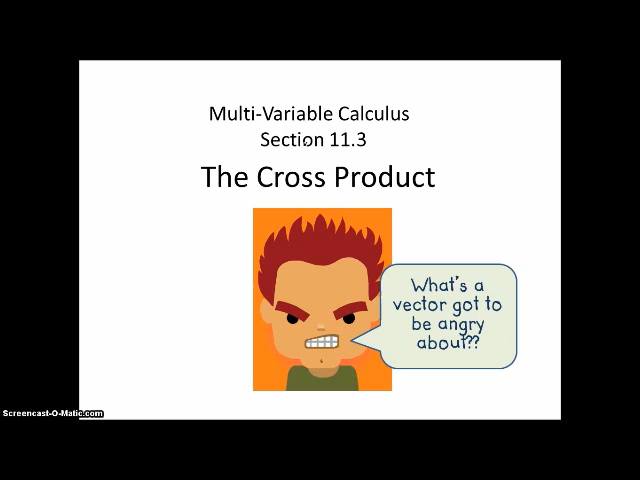 Multi-Variable Calculus
Section 11.3
The Cross Product
What's a
vector got to
be angry
about??
Screencast-O-Matic.com